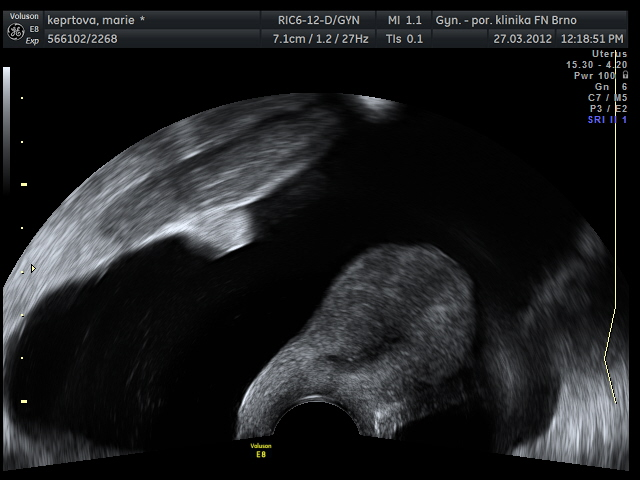 Voluson
E8
Exp
keprtova, marie *
566102/2268
RIC6-12-D/GYN
7.1cm / 1.2 / 27Hz
MI 1.1
TIs 0.1
Gyn. - por. klinika FN Brno
27.03.2012
12:18:51 PM
Uterus
15.30 - 4.20
Pwr 100
Gn 6
C7 / M5
P3 / E2
SRI II 1
Voluson
E8